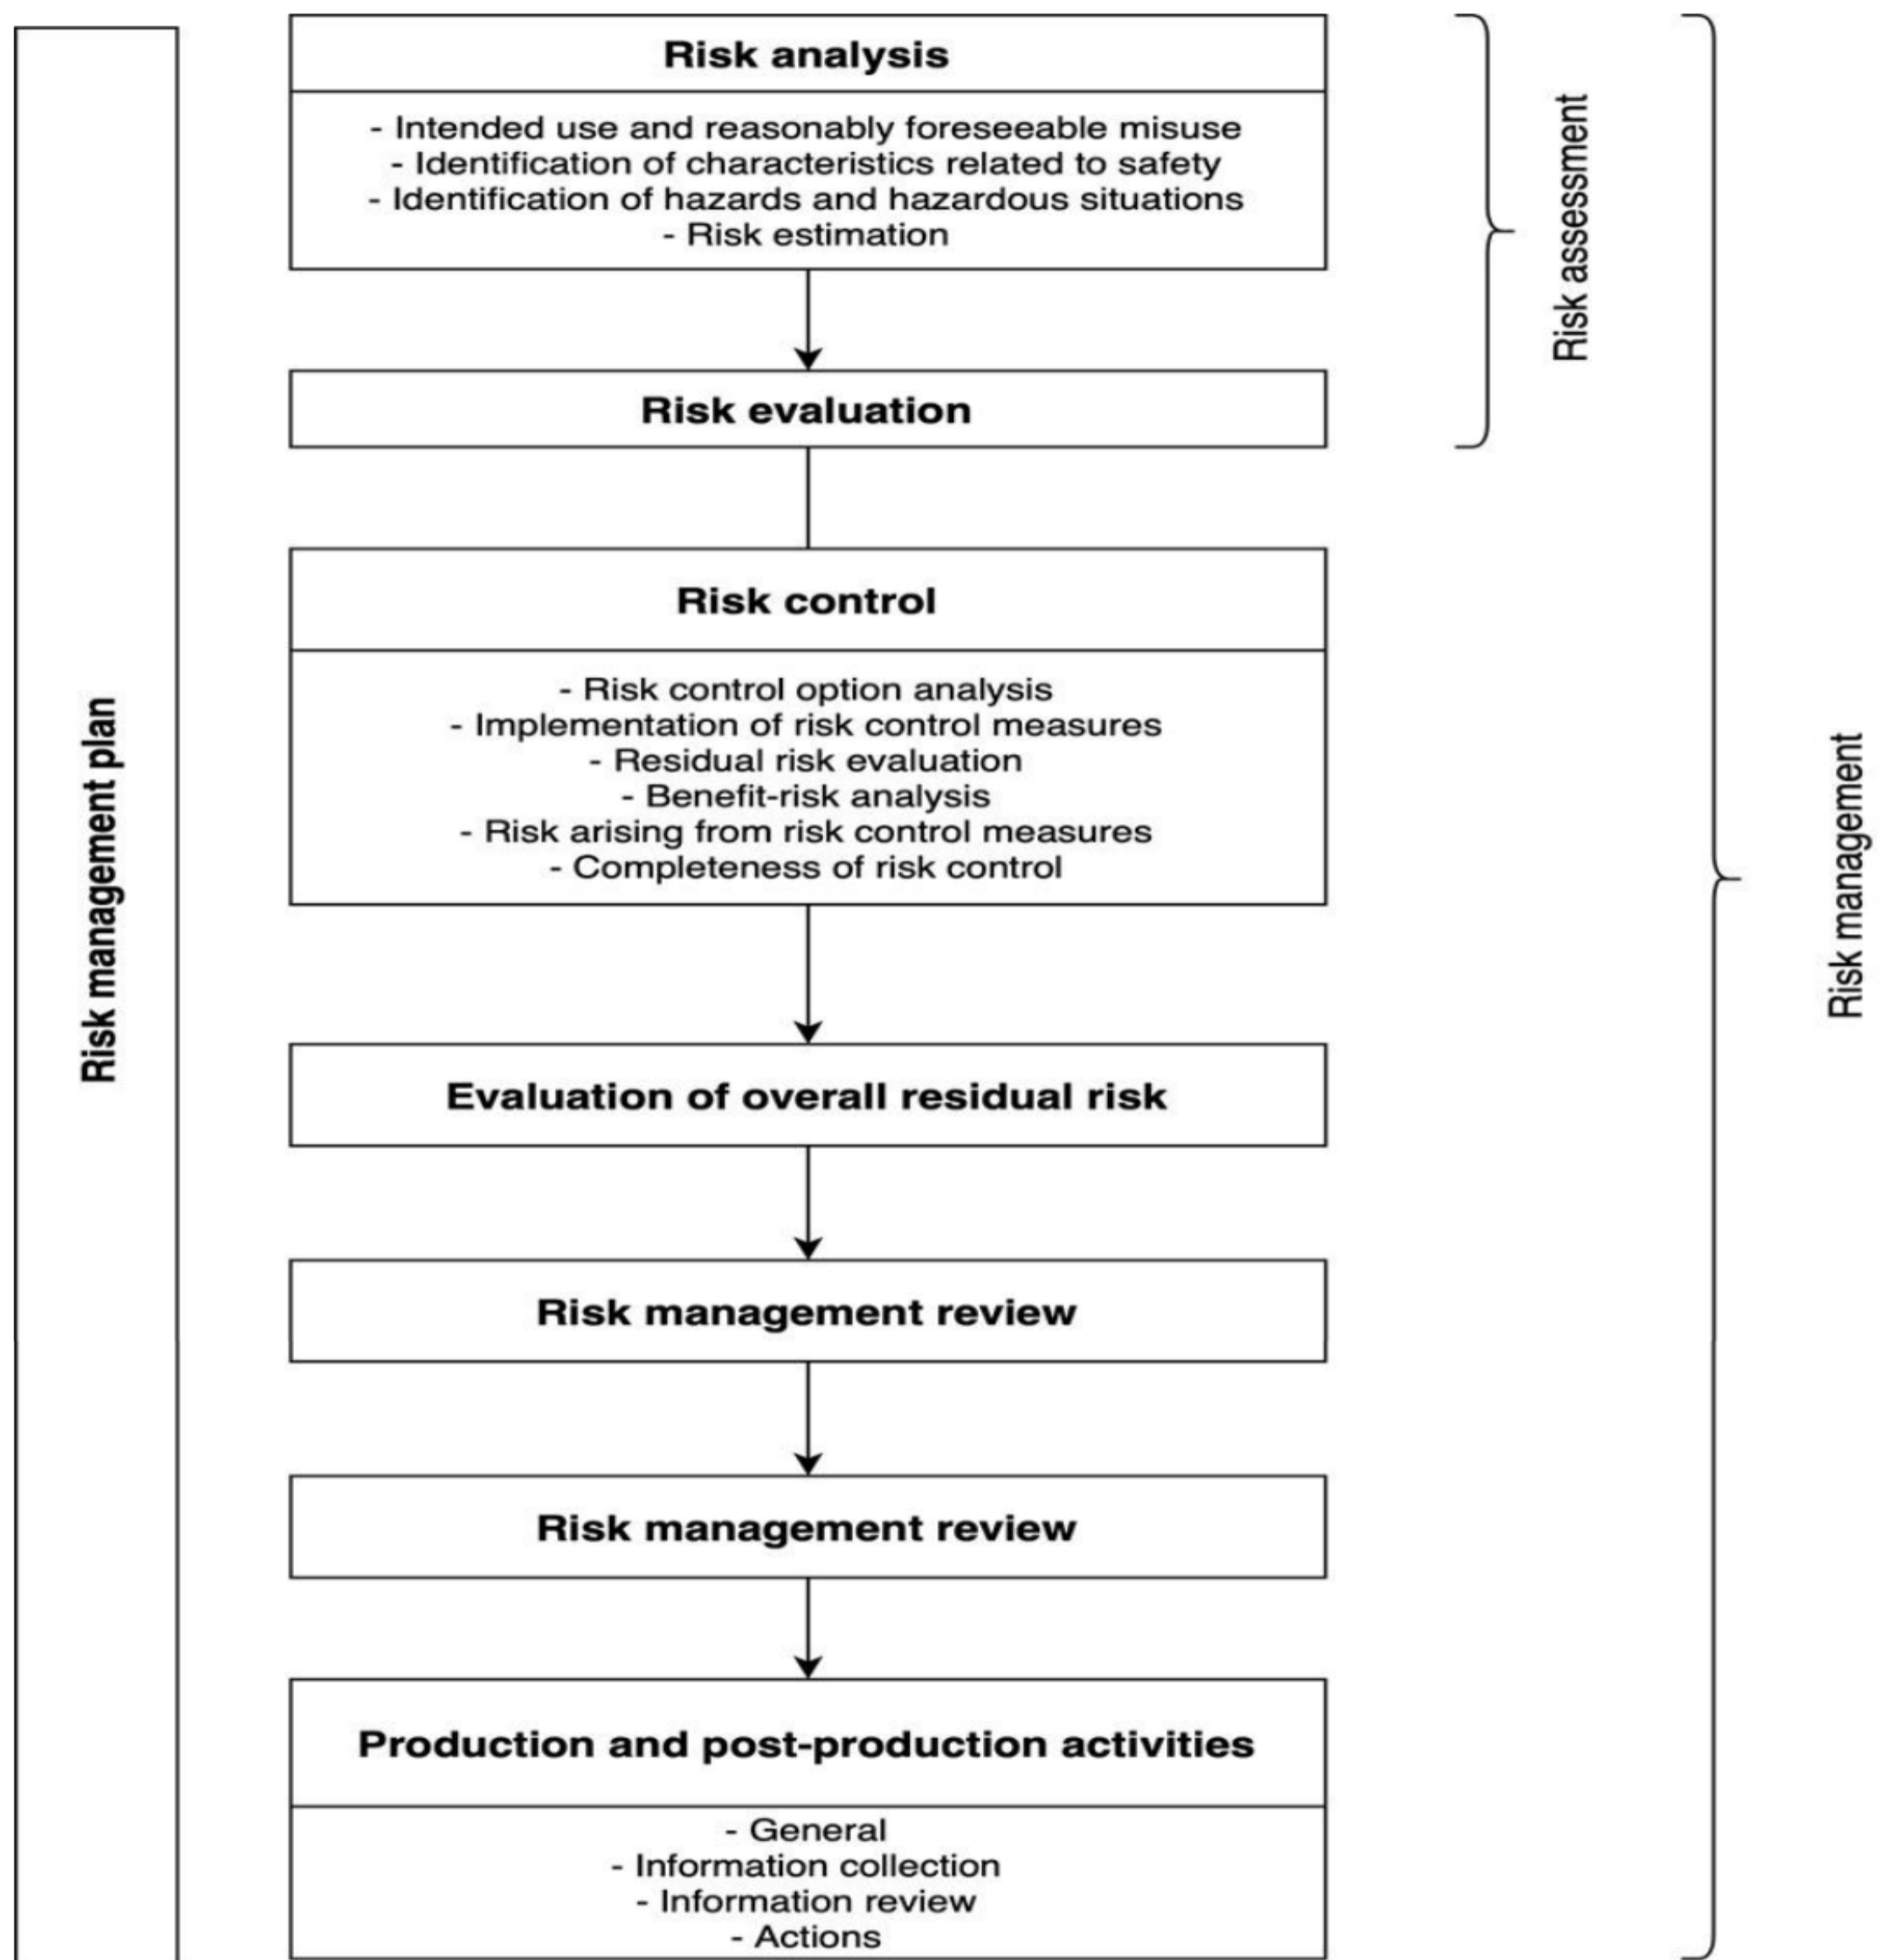 Risk management plan
Risk analysis
- Intended use and reasonably foreseeable misuse
- Identification of characteristics related to safety
- Identification of hazards and hazardous situations
- Risk estimation
Risk evaluation
Risk assessment
Risk control
- Risk control option analysis
- Implementation of risk control measures
- Residual risk evaluation
- Benefit-risk analysis
- Risk arising from risk control measures
- Completeness of risk control
Evaluation of overall residual risk
Risk management review
Risk management review
Production and post-production activities
- General
- Information collection
- Information review
- Actions
Risk management